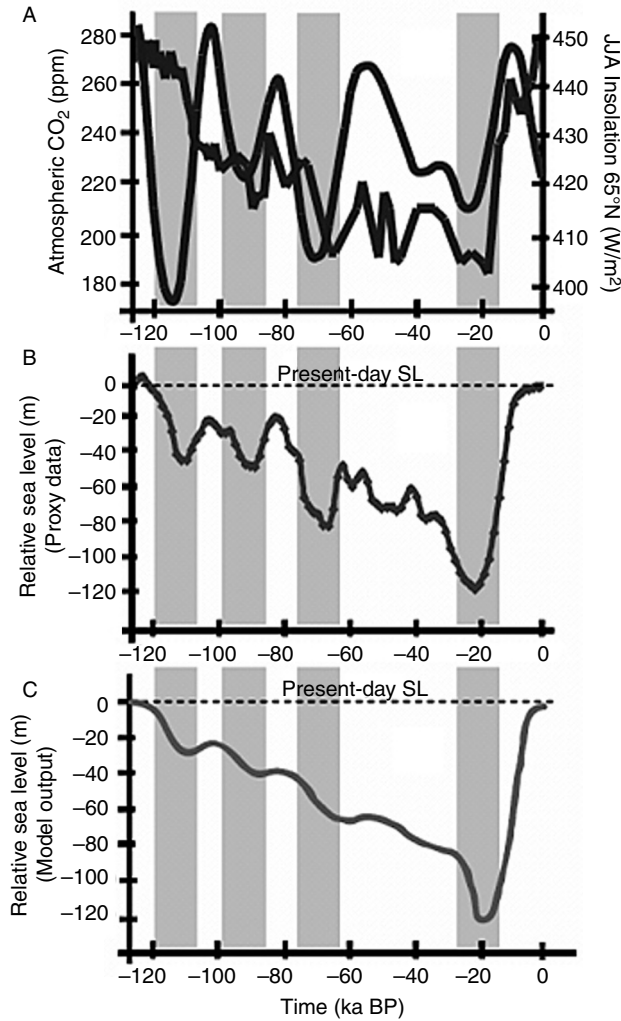 A
280
260
240
220
200
180
Atmospheric CO2 (ppm)
450
440
430
420
410
400
JJA Insolation 65°N (W/m2)
–120 –100 –80 –60 –40 –20 0
B
Present-day SL
0
–20
–40
–60
–80
–100
–120
Relative sea level (m)
(Proxy data)
–120 –100 –80 –60 –40 –20 0
C
Present-day SL
0
–20
–40
–60
–80
–100
–120
Relative sea level (m)
(Model output)
–120 –100 –80 –60 –40 –20 0
Time (ka BP)